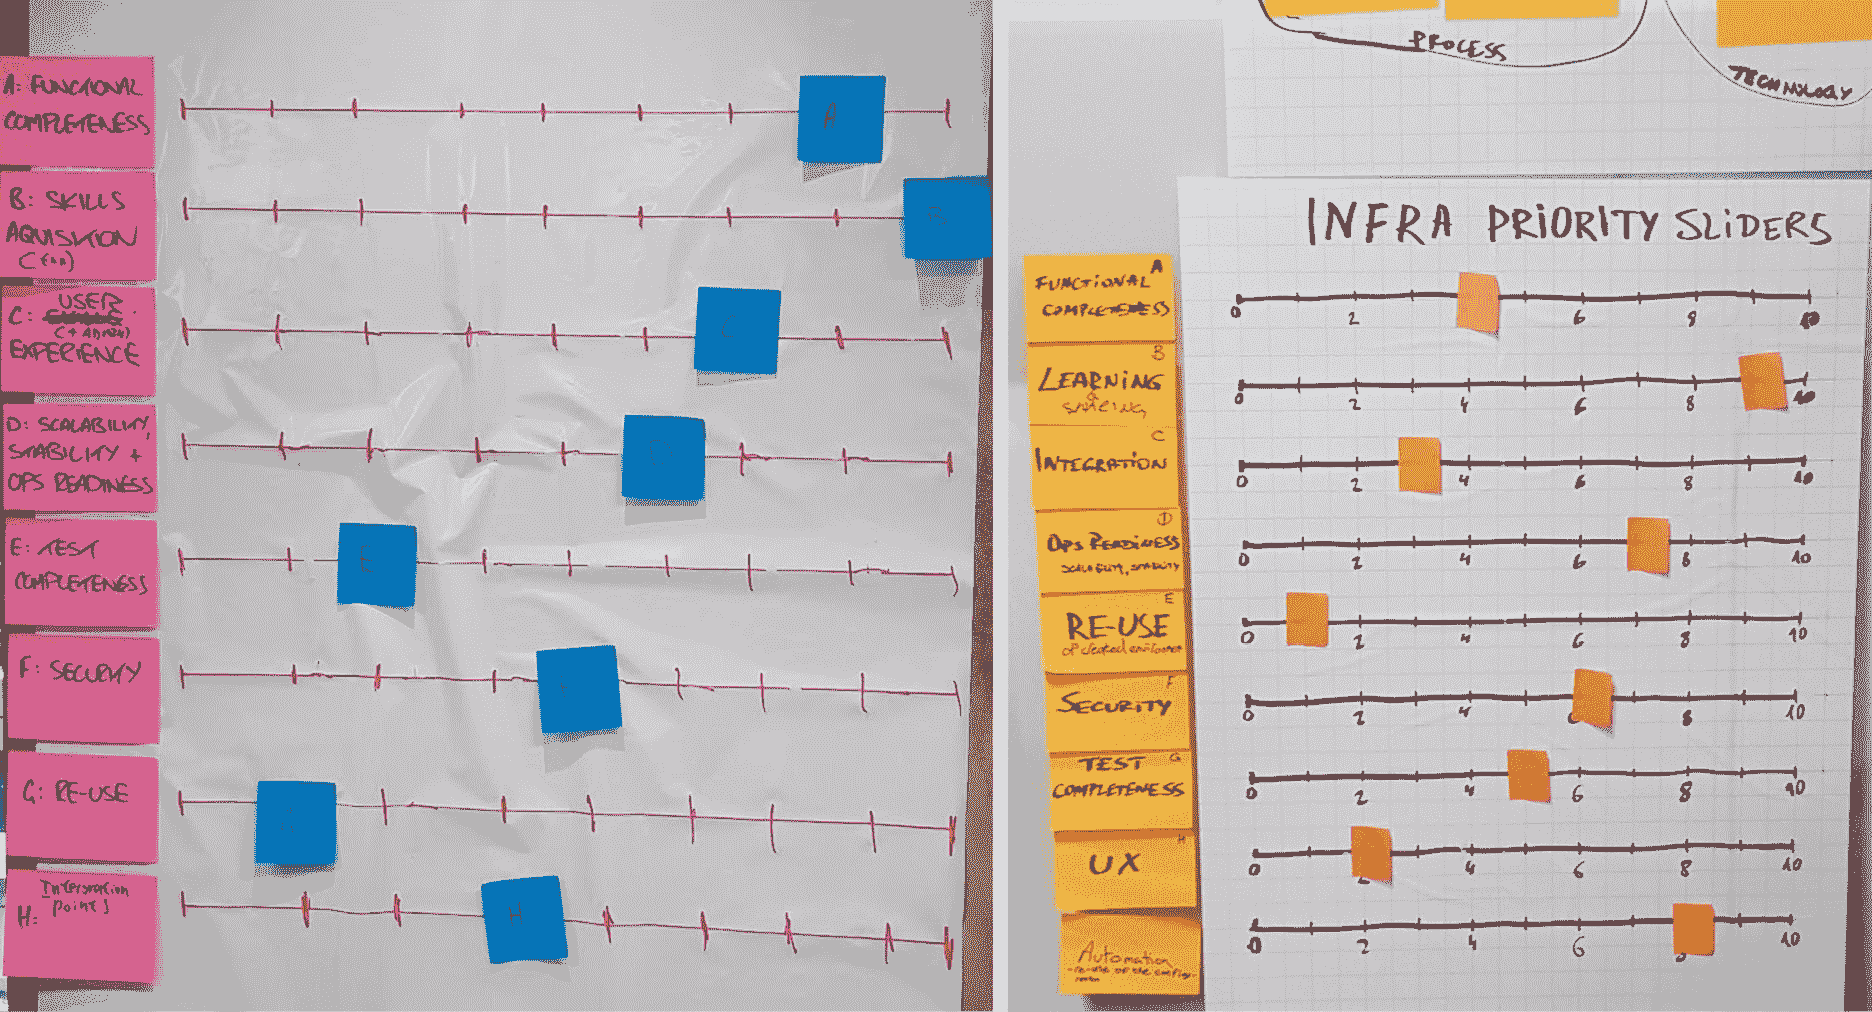 A: FUNCTIONAL
COMPLETENESS
A
B: SKILLS
AQUISITION
B
C: USER
EXPERIENCE
C
D: SCALABILITY,
STABILITY +
OPS READINESS
E: TEST
COMPLETENESS
E
F: SECURITY
G: RE-USE
H: Integration
points
H
PROCESS
TECHNOLOGY
INFRA PRIORITY SLIDERS
A
FUNCTIONAL
COMPLETENESS
0 2 6 8 10
B
LEARNING
&
SHARING
0 2 4 6 8 10
C
INTEGRATION
0 2 4 6 8 10
D
OPS READINESS
SCALABILITY, STABILITY
0 2 4 6 8 10
E
RE-USE
of created
0 2 4 6 8 10
F
SECURITY
0 2 4 6 8 10
G
TEST
COMPLETENESS
0 2 4 6 8 10
H
UX
0 2 4 6 8 10
Automation
0 2 4 6 8 10